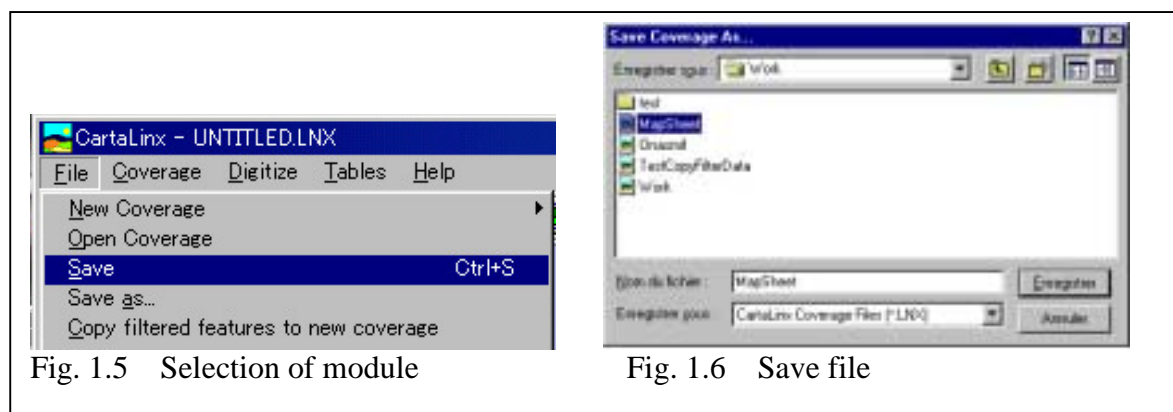 CartaLinx - UNTITLED.LNX
File Coverage Digitize Tables Help
New Coverage
Open Coverage
Save Ctrl+S
Save as...
Copy filtered features to new coverage
Fig. 1.5 Selection of module
Save Coverage As...
Enregistrer sous : Work
test
MapSheet
TestCopyFilterData
Work
Nom du fichier : MapSheet Enregistrer
Enregistrer sous : CartaLinx Coverage Files (*.LNX) Annuler
Fig. 1.6 Save file